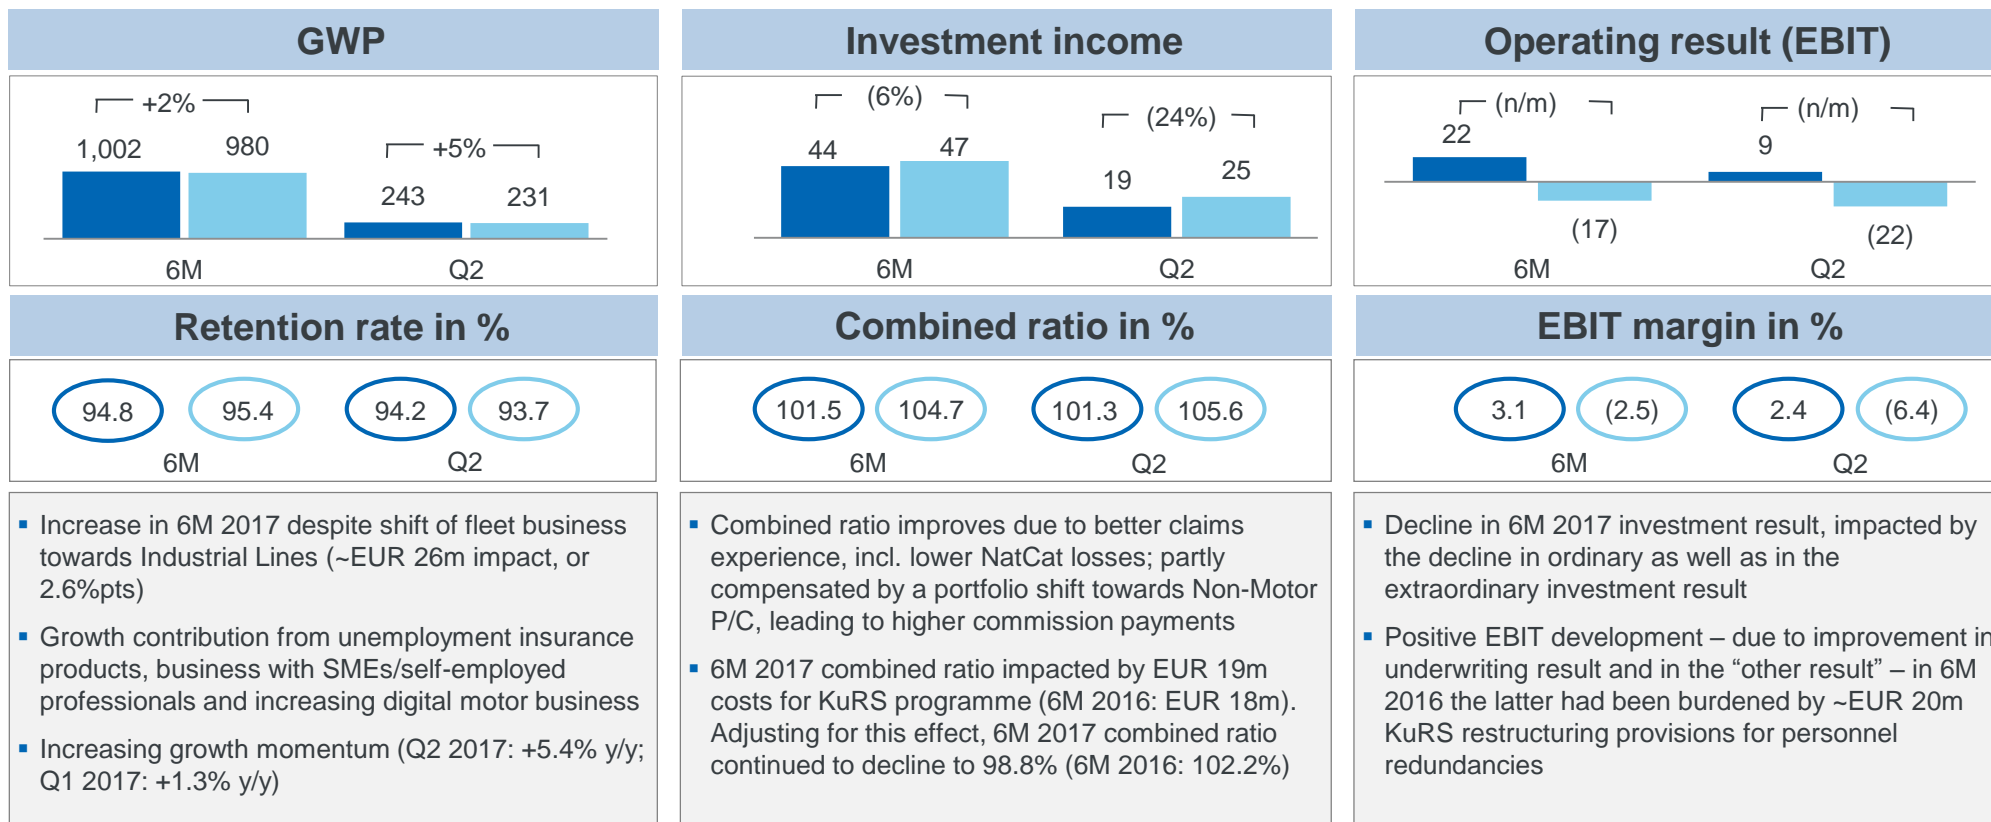 GWP
+2%
1,002
980
+5%
243
231
6M
Q2
Investment income
(6%)
44
47
(24%)
19
25
6M
Q2
Operating result (EBIT)
(n/m)
22
(n/m)
9
(17)
(22)
6M
Q2
Retention rate in %
94.8
95.4
94.2
93.7
6M
Q2
Combined ratio in %
101.5
104.7
101.3
105.6
6M
Q2
EBIT margin in %
3.1
(2.5)
2.4
(6.4)
6M
Q2
▪ Increase in 6M 2017 despite shift of fleet business
towards Industrial Lines (~EUR 26m impact, or
2.6%pts)
▪ Growth contribution from unemployment insurance
products, business with SMEs/self-employed
professionals and increasing digital motor business
▪ Increasing growth momentum (Q2 2017: +5.4% y/y;
Q1 2017: +1.3% y/y)
▪ Combined ratio improves due to better claims
experience, incl. lower NatCat losses; partly
compensated by a portfolio shift towards Non-Motor
P/C, leading to higher commission payments
▪ 6M 2017 combined ratio impacted by EUR 19m
costs for KuRS programme (6M 2016: EUR 18m).
Adjusting for this effect, 6M 2017 combined ratio
continued to decline to 98.8% (6M 2016: 102.2%)
▪ Decline in 6M 2017 investment result, impacted by
the decline in ordinary as well as in the
extraordinary investment result
▪ Positive EBIT development – due to improvement in
underwriting result and in the “other result” – in 6M
2016 the latter had been burdened by ~EUR 20m
KuRS restructuring provisions for personnel
redundancies